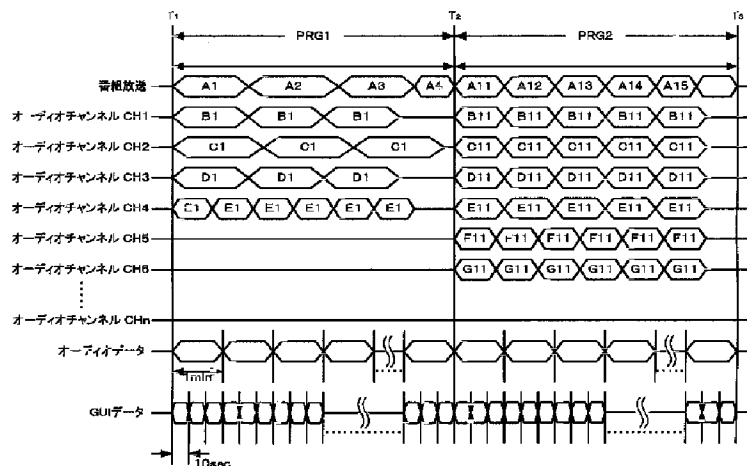 T1 T2 T3
PRG1 PRG2
番組放送 A1 A2 A3 A4 A11 A12 A13 A14 A15
オーディオチャンネル CH1 B1 B1 B1 B11 B11 B11 B11 B11
オーディオチャンネル CH2 C1 C1 C1 C11 C11 C11 C11 C11
オーディオチャンネル CH3 D1 D1 D1 D11 D11 D11 D11 D11
オーディオチャンネル CH4 E1 E1 E1 E1 E1 E1 E11 E11 E11 E11 E11
オーディオチャンネル CH5 F11 F11 F11 F11 F11 F11
オーディオチャンネル CH6 G11 G11 G11 G11 G11 G11
オーディオチャンネル CHn
オーディオデータ
1min
GUIデータ
10sec